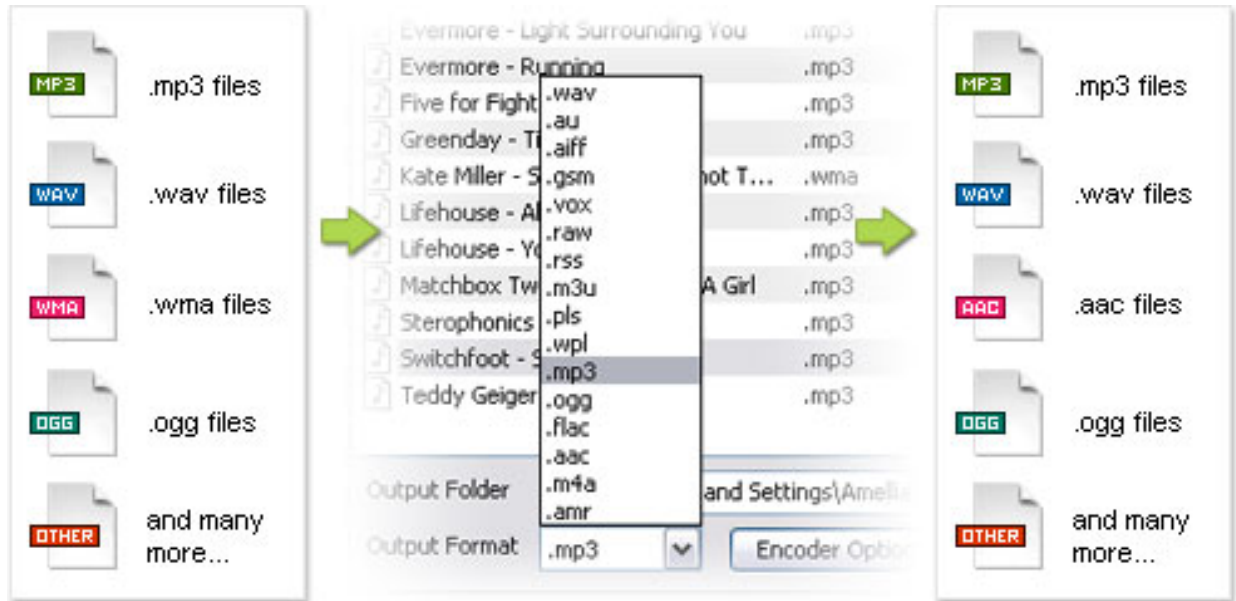 MP3 .mp3 files
WAV .wav files
WMA .wma files
OGG .ogg files
OTHER and many
more...
Evermore - Light Surrounding You .mp3
Evermore - Running .mp3
Five for Fight .mp3
Greenday - Ti .mp3
Kate Miller - S not T... .wma
Lifehouse - Al .mp3
Lifehouse - Yo .mp3
Matchbox Tw A Girl .mp3
Sterophonics .mp3
Switchfoot - S .mp3
Teddy Geiger .mp3
.wav
.au
.aiff
.gsm
.vox
.raw
.rss
.m3u
.pls
.wpl
.mp3
.ogg
.flac
.aac
.m4a
.amr
Output Folder and Settings\Amelia
Output Format .mp3 Encoder Optio
MP3 .mp3 files
WAV .wav files
AAC .aac files
OGG .ogg files
OTHER and many
more...